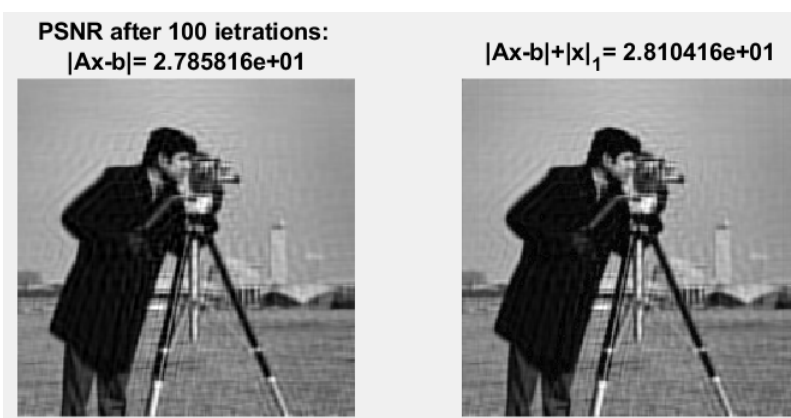 PSNR after 100 ietrations:
|Ax-b|= 2.785816e+01
|Ax-b|+|x|₁= 2.810416e+01